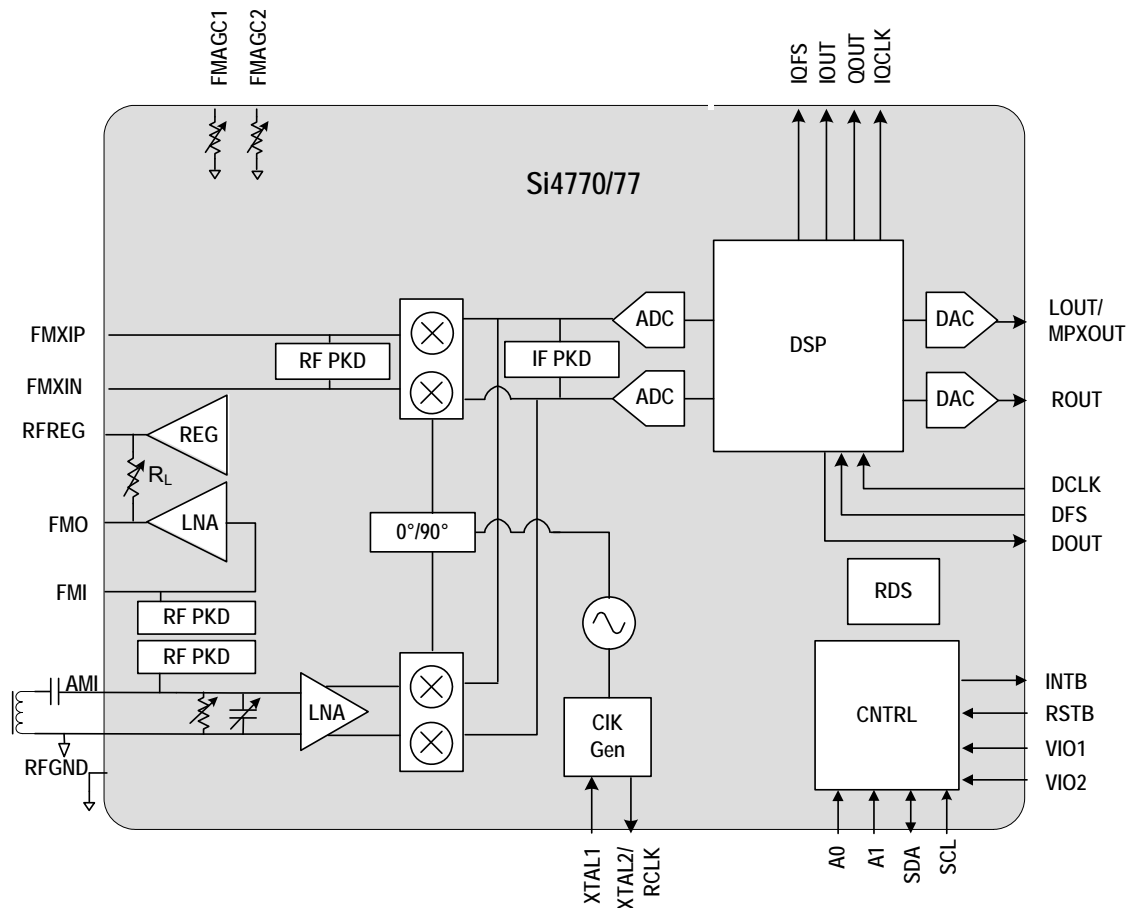 FMAGC1
FMAGC2
IQFS
IOUT
QOUT
IQCLK
Si4770/77
FMXIP
FMXIN
RFREG
FMO
FMI
AMI
RFGND
RF PKD
REG
RL
LNA
RF PKD
RF PKD
LNA
0°/90°
IF PKD
ADC
ADC
DSP
DAC
DAC
LOUT/
MPXOUT
ROUT
DCLK
DFS
DOUT
RDS
CNTRL
INTB
RSTB
VIO1
VIO2
ClK
Gen
XTAL1
XTAL2/
RCLK
A0
A1
SDA
SCL